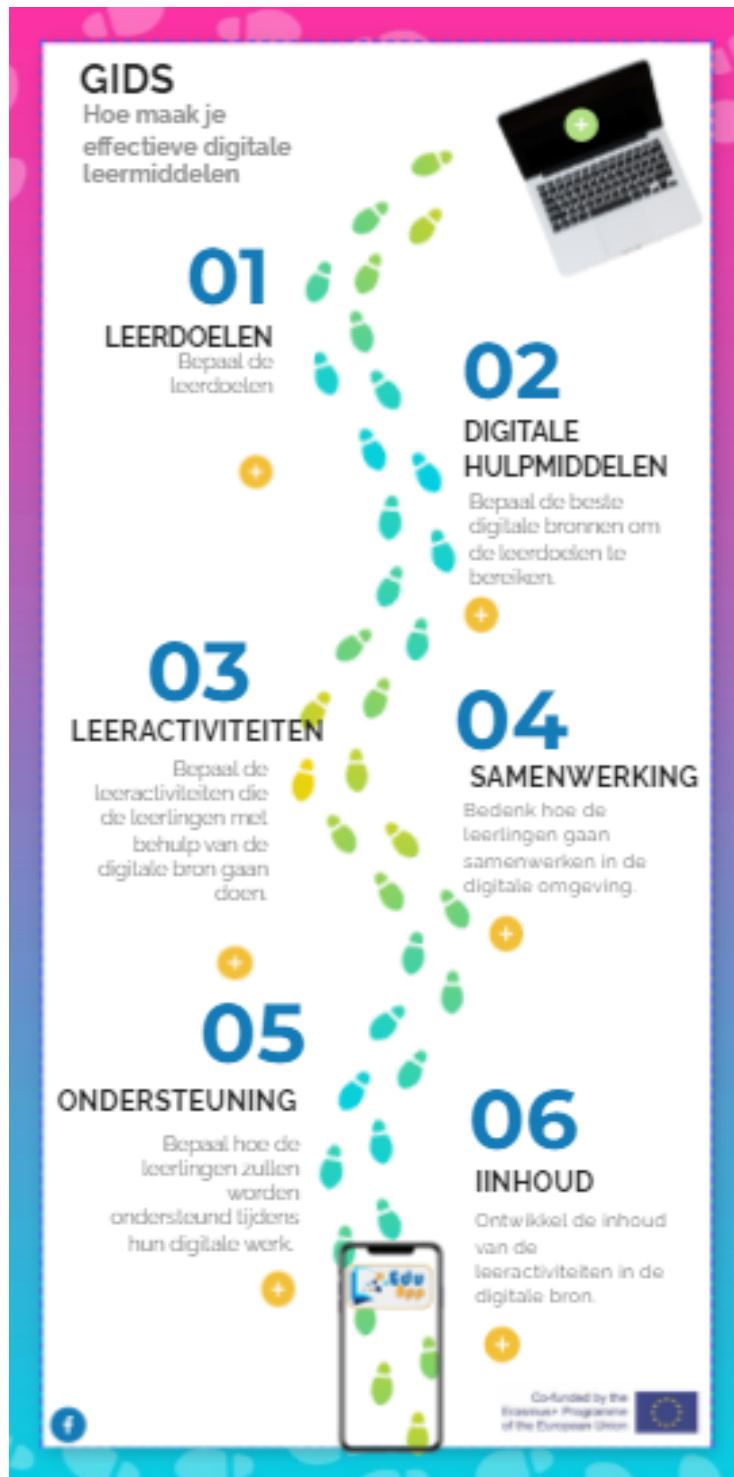 GIDS
Hoe maak je
effectieve digitale
leermiddelen
01
LEERDOELEN
Bepaal de
leerdoelen
02
DIGITALE
HULPMIDDELEN
Bepaal de beste
digitale bronnen om
de leerdoelen te
bereiken.
03
LEERACTIVITEITEN
Bepaal de
leeractiviteiten die
de leerlingen met
behulp van de
digitale bron gaan
doen.
04
SAMENWERKING
Bedenk hoe de
leerlingen gaan
samenwerken in de
digitale omgeving.
05
ONDERSTEUNING
Bepaal hoe de
leerlingen zullen
worden
ondersteund tijdens
hun digitale werk.
06
IINHOUD
Ontwikkel de inhoud
van de
leeractiviteiten in de
digitale bron.
Edu
App
Co-funded by the
Erasmus+ Programme
of the European Union